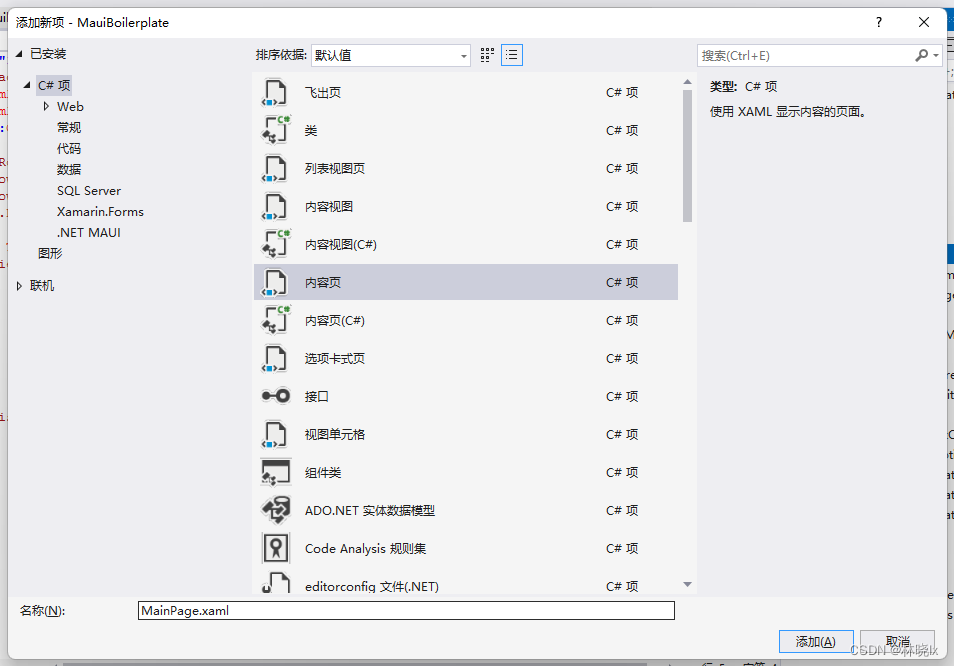 添加新项 - MauiBoilerplate
?
已安装
排序依据: 默认值
搜索(Ctrl+E)
C# 项
Web
常规
代码
数据
SQL Server
Xamarin.Forms
.NET MAUI
图形
联机
飞出页 C# 项
类 C# 项
列表视图页 C# 项
内容视图 C# 项
内容视图(C#) C# 项
内容页 C# 项
内容页(C#) C# 项
选项卡式页 C# 项
接口 C# 项
视图单元格 C# 项
组件类 C# 项
ADO.NET 实体数据模型 C# 项
Code Analysis 规则集 C# 项
editorconfig 文件(.NET) C# 项
类型: C# 项
使用 XAML 显示内容的页面。
名称(N): MainPage.xaml
添加(A)
取消
CSDN @林晓lx